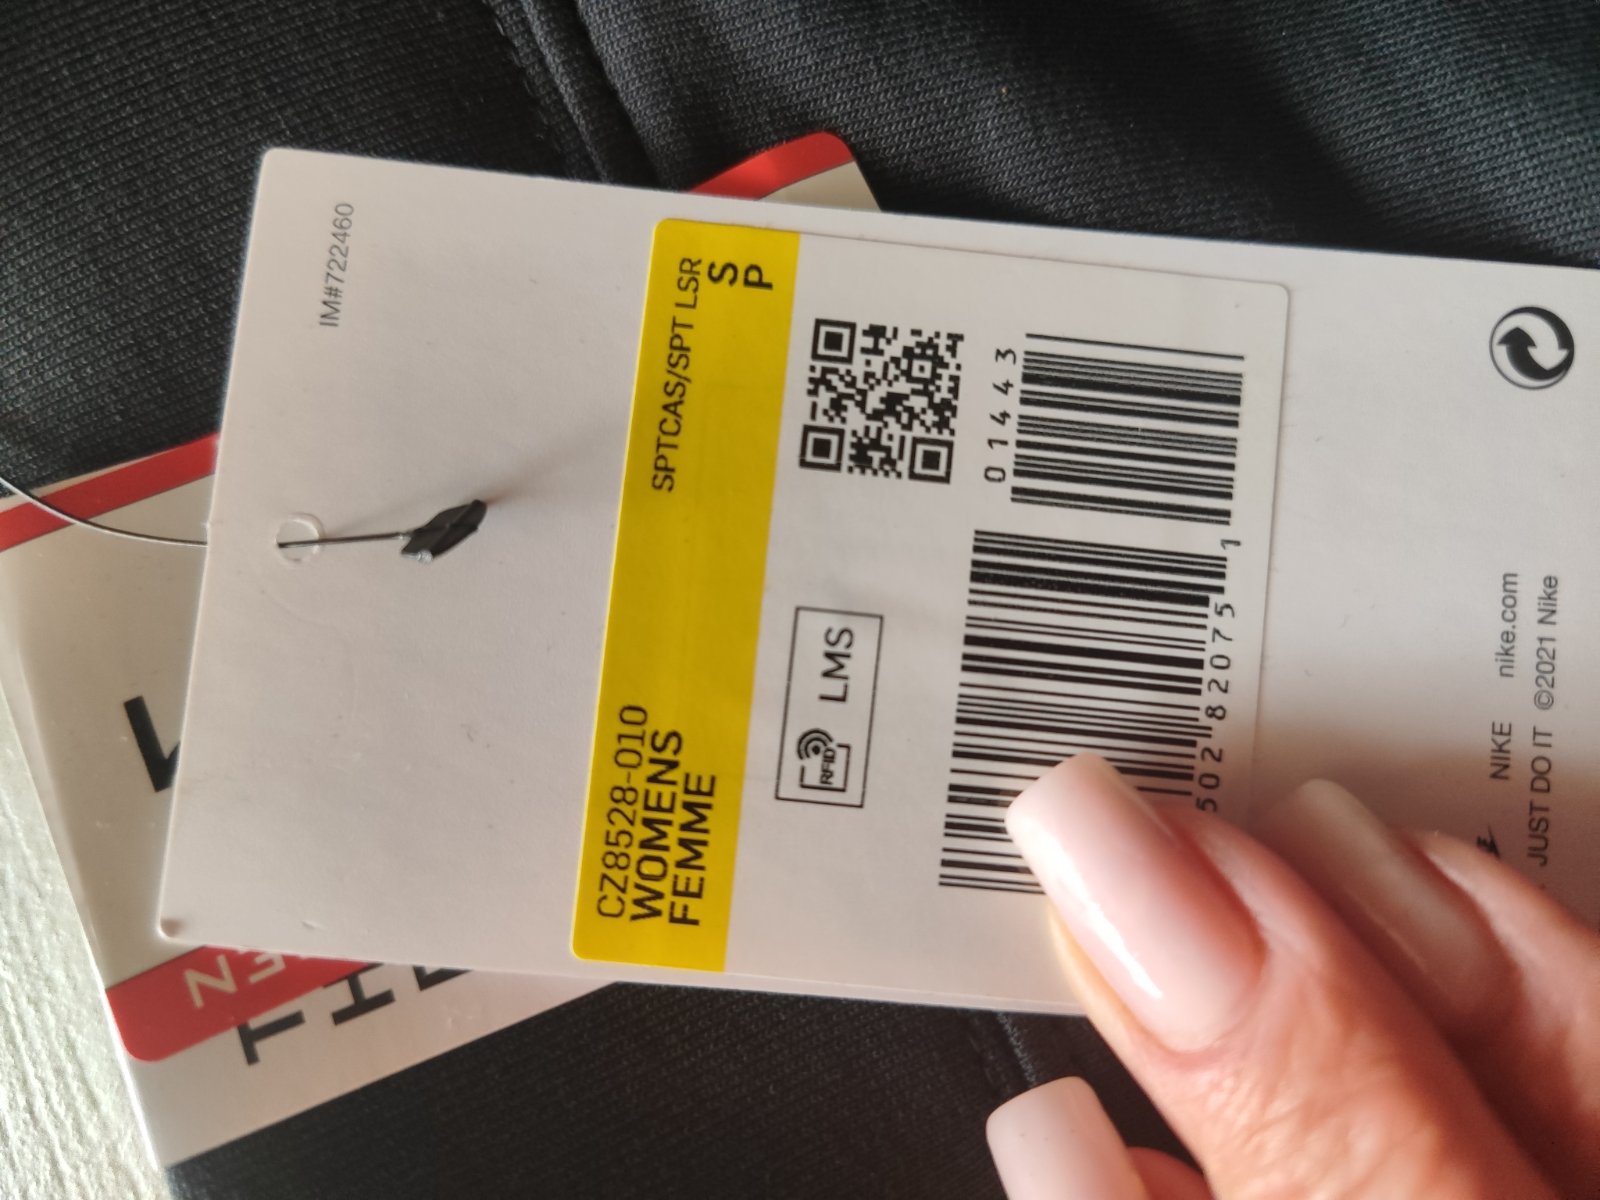 IM#7222460
CZ8528-010
SPTCAS/SPT LSR
WOMENS
S
FEMME
P
RFID
LMS
01443
502 82075 1
NIKE nike.com
JUST DO IT ©2021 Nike